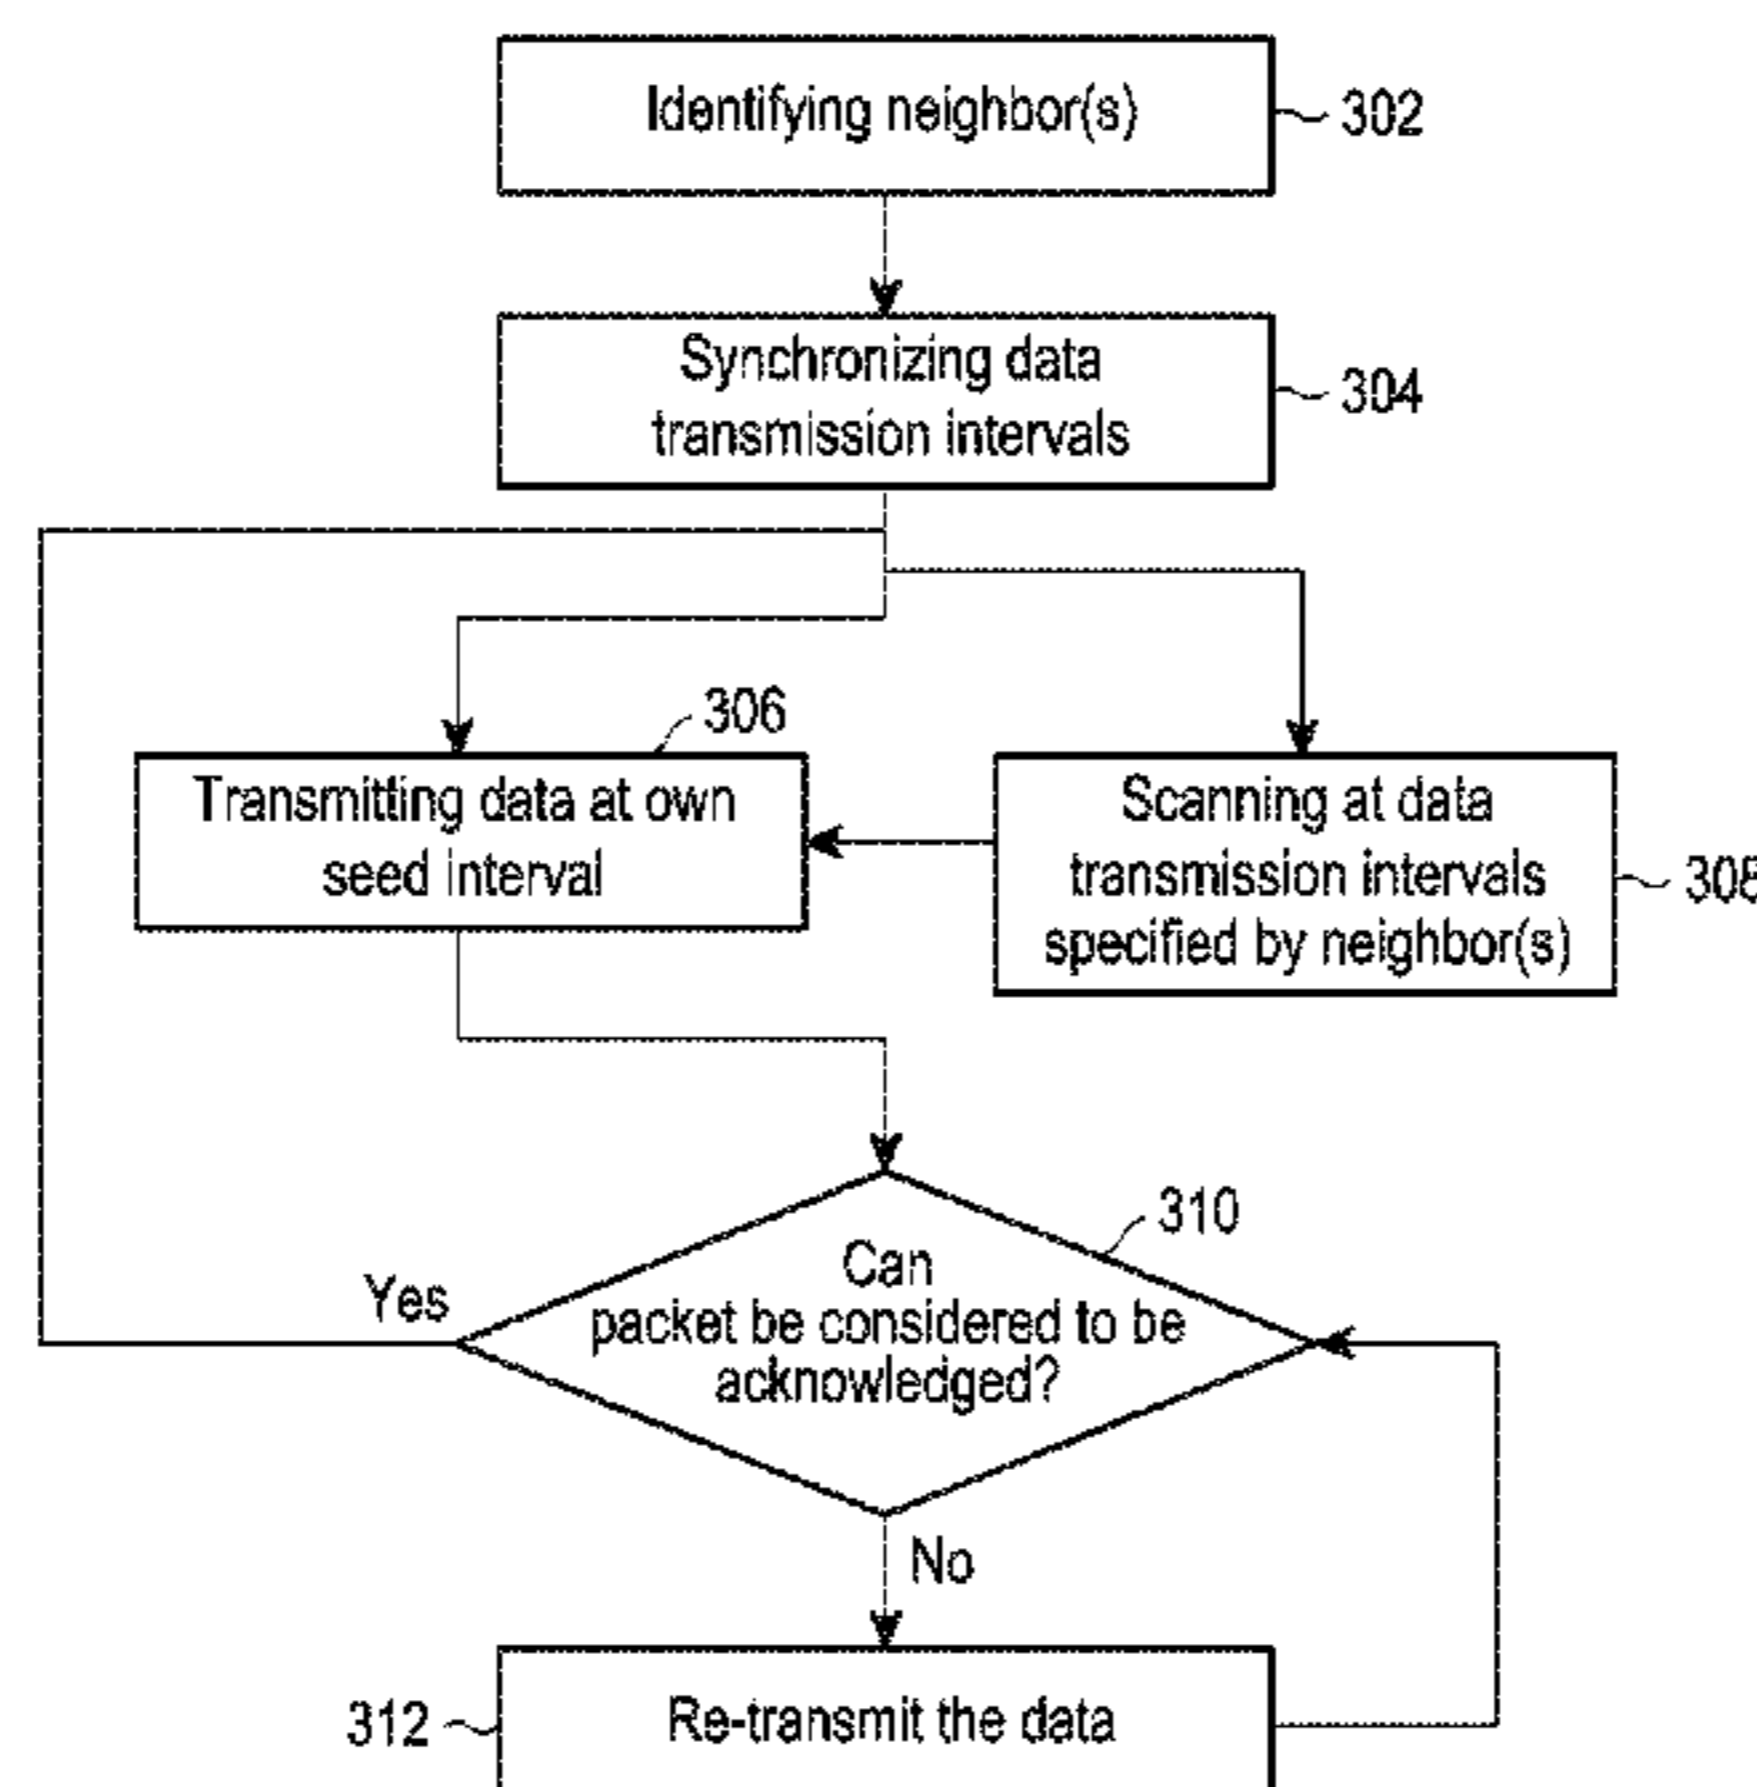 Identifying neighbor(s)
302
Synchronizing data
transmission intervals
304
306
Transmitting data at own
seed interval
Scanning at data
transmission intervals
specified by neighbor(s)
308
310
Can
packet be considered to be
acknowledged?
Yes
No
312
Re-transmit the data